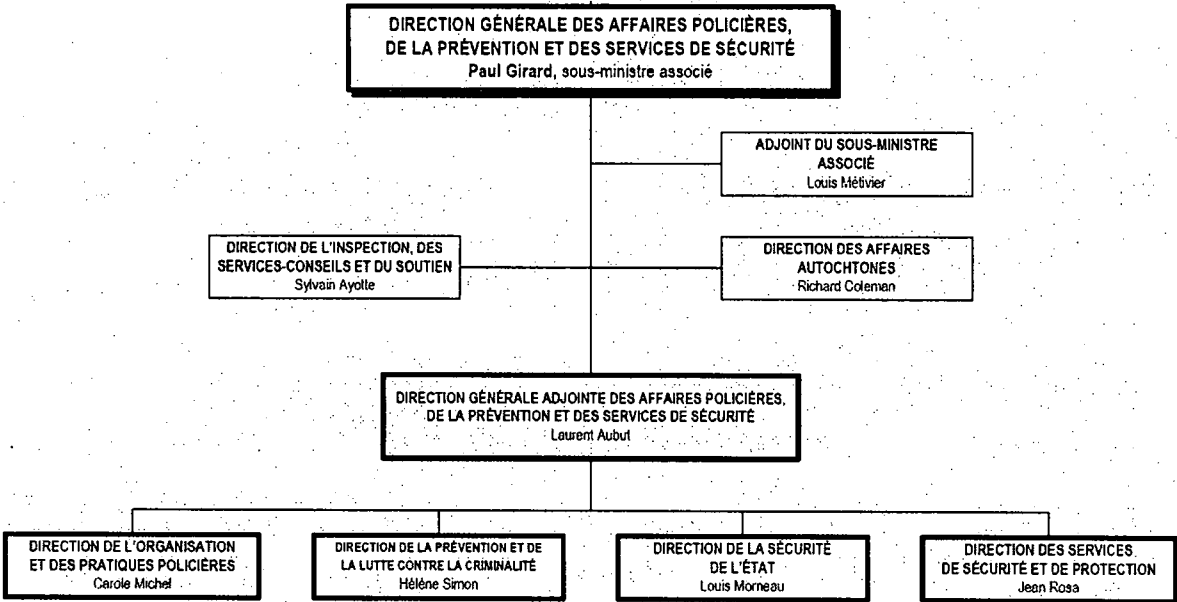 DIRECTION GÉNÉRALE DES AFFAIRES POLICIÈRES,
DE LA PRÉVENTION ET DES SERVICES DE SÉCURITÉ
Paul Girard, sous-ministre associé
ADJOINT DU SOUS-MINISTRE
ASSOCIÉ
Louis Métivier
DIRECTION DE L'INSPECTION, DES
SERVICES-CONSEILS ET DU SOUTIEN
Sylvain Ayotte
DIRECTION DES AFFAIRES
AUTOCHTONES
Richard Coleman
DIRECTION GÉNÉRALE ADJOINTE DES AFFAIRES POLICIÈRES,
DE LA PRÉVENTION ET DES SERVICES DE SÉCURITÉ
Laurent Aubut
DIRECTION DE L'ORGANISATION
ET DES PRATIQUES POLICIÈRES
Carole Michel
DIRECTION DE LA PRÉVENTION ET DE
LA LUTTE CONTRE LA CRIMINALITÉ
Hélène Simon
DIRECTION DE LA SÉCURITÉ
DE L'ÉTAT
Louis Morneau
DIRECTION DES SERVICES
DE SÉCURITÉ ET DE PROTECTION
Jean Rosa